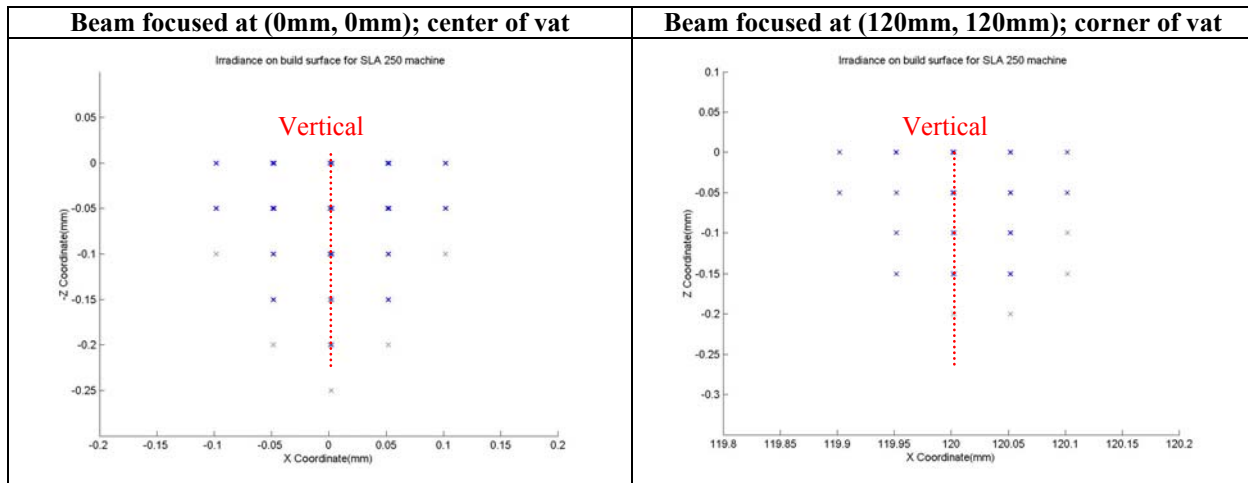 Beam focused at (0mm, 0mm); center of vat
Beam focused at (120mm, 120mm); corner of vat
Irradiance on build surface for SLA 250 machine
Vertical
0.05
0
-0.05
-0.1
-0.15
-0.2
-0.25
-Z Coordinate(mm)
-0.2 -0.15 -0.1 -0.05 0 0.05 0.1 0.15 0.2
X Coordinate(mm)
Irradiance on build surface for SLA 250 machine
0.1
Vertical
0.05
0
-0.05
-0.1
-0.15
-0.2
-0.25
-0.3
Z Coordinate(mm)
119.8 119.85 119.9 119.95 120 120.05 120.1 120.15 120.2
X Coordinate(mm)